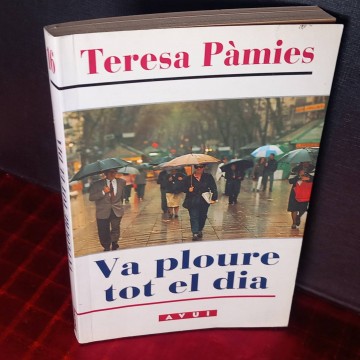 Teresa Pàmies
Va ploure
tot el dia
AVUI